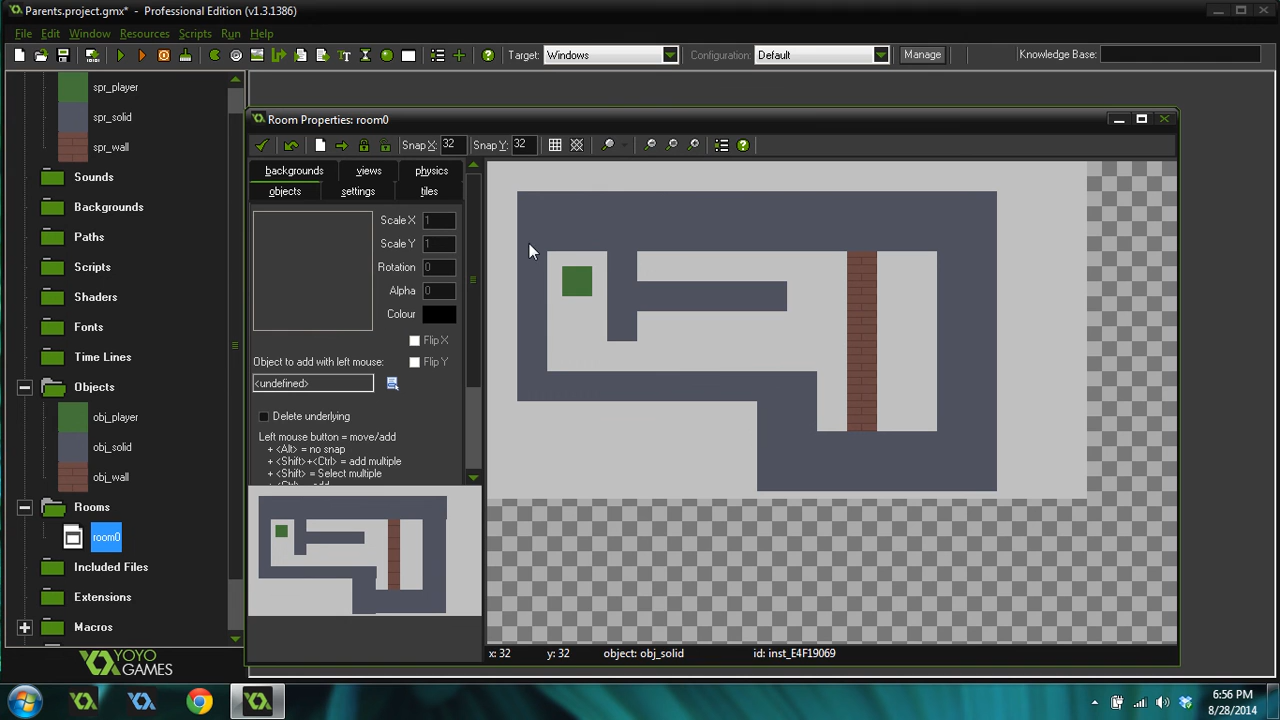 Parents.project.gmx* - Professional Edition (v1.3.1386)
File Edit Window Resources Scripts Run Help
Target: Windows Configuration: Default Manage Knowledge Base:
spr_player
spr_solid
spr_wall
Sounds
Backgrounds
Paths
Scripts
Shaders
Fonts
Time Lines
Objects
obj_player
obj_solid
obj_wall
Rooms
room0
Included Files
Extensions
Macros
YOYO
GAMES
Room Properties: room0
Snap X: 32 Snap Y: 32
backgrounds views physics
objects settings tiles
Scale X 1
Scale Y 1
Rotation 0
Alpha 0
Colour
Flip X
Object to add with left mouse: Flip Y
<undefined>
Delete underlying
Left mouse button = move/add
+ <Alt> = no snap
+ <Shift>+<Ctrl> = add multiple
+ <Shift> = Select multiple
x: 32 y: 32 object: obj_solid id: inst_E4F19069
6:56 PM
8/28/2014